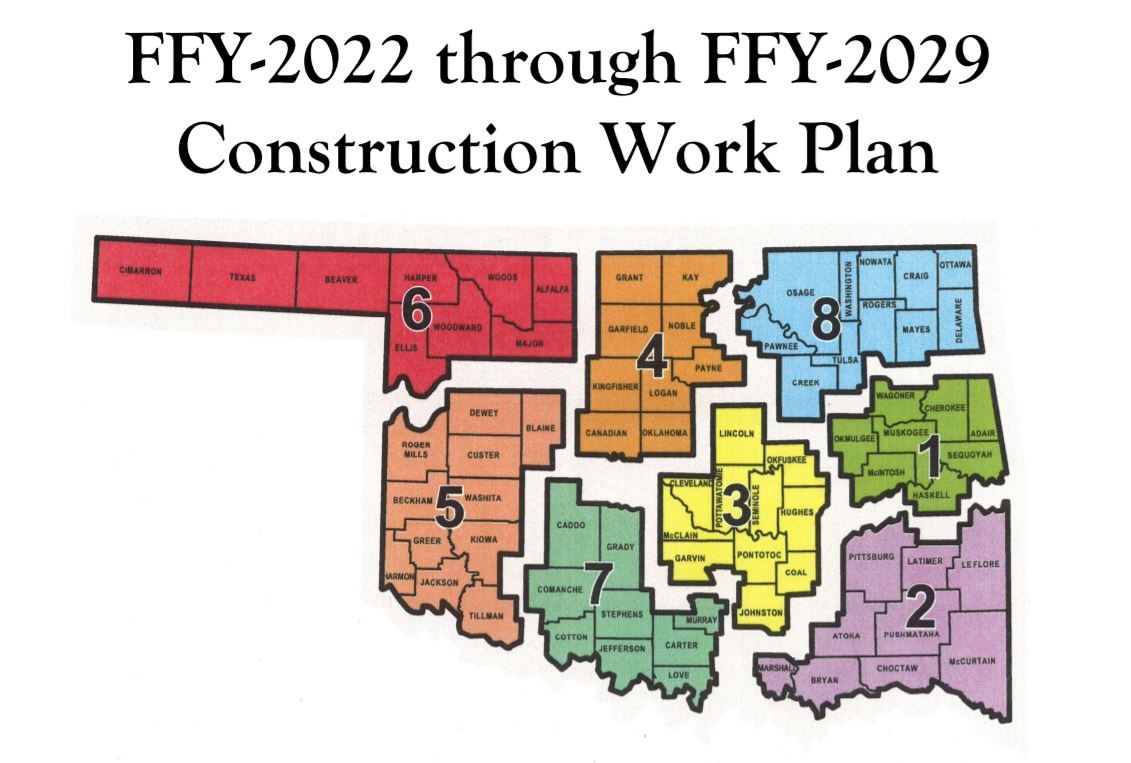 FFY-2022 through FFY-2029
Construction Work Plan
CIMARRON
TEXAS
BEAVER
HARPER
WOODS
ALFALFA
6
WOODWARD
ELLIS
MAJOR
GRANT
KAY
GARFIELD
NOBLE
4
PAYNE
KINGFISHER
LOGAN
CANADIAN
OKLAHOMA
OSAGE
WASHINGTON
NOWATA
CRAIG
OTTAWA
ROGERS
8
MAYES
DELAWARE
PAWNEE
TULSA
CREEK
WAGONER
CHEROKEE
OKMULGEE
MUSKOGEE
ADAIR
1
SEQUOYAH
McINTOSH
HASKELL
DEWEY
BLAINE
ROGER
MILLS
CUSTER
BECKHAM
5
WASHITA
GREER
KIOWA
HARMON
JACKSON
TILLMAN
LINCOLN
OKFUSKEE
CLEVELAND
POTTAWATOMIE
3
SEMINOLE
HUGHES
McCLAIN
GARVIN
PONTOTOC
COAL
JOHNSTON
CADDO
GRADY
7
COMANCHE
STEPHENS
MURRAY
COTTON
JEFFERSON
CARTER
LOVE
PITTSBURG
LATIMER
LE FLORE
2
ATOKA
PUSHMATAHA
MARSHALL
BRYAN
CHOCTAW
McCURTAIN